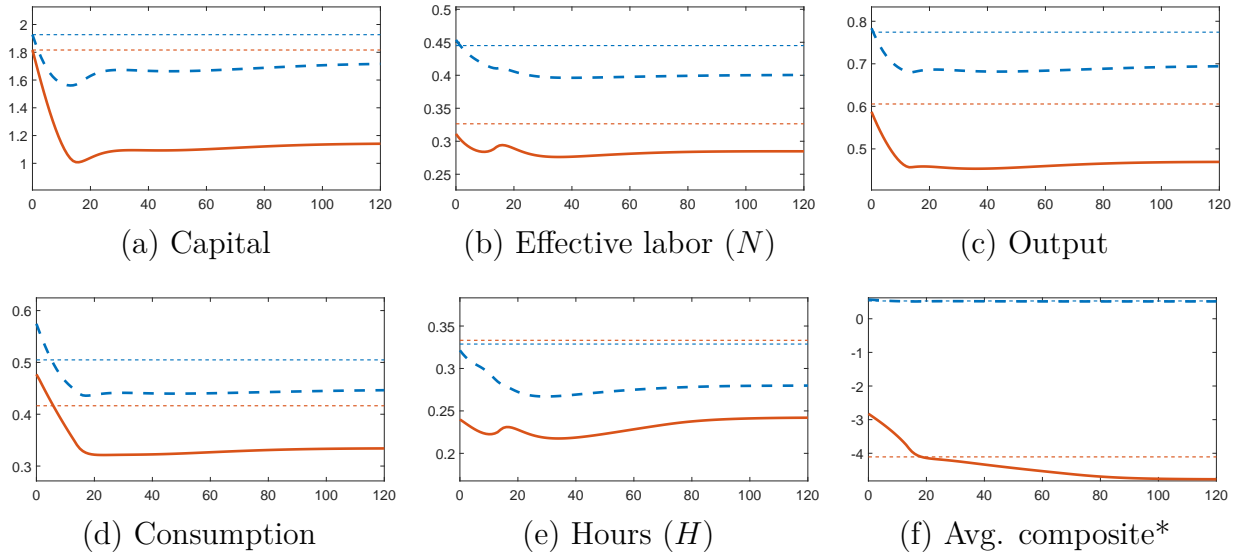 2
1.8
1.6
1.4
1.2
1
0 20 40 60 80 100 120
(a) Capital
0.5
0.45
0.4
0.35
0.3
0.25
0 20 40 60 80 100 120
(b) Effective labor (N)
0.8
0.7
0.6
0.5
0 20 40 60 80 100 120
(c) Output
0.6
0.5
0.4
0.3
0 20 40 60 80 100 120
(d) Consumption
0.35
0.3
0.25
0.2
0 20 40 60 80 100 120
(e) Hours (H)
0
-1
-2
-3
-4
0 20 40 60 80 100 120
(f) Avg. composite*